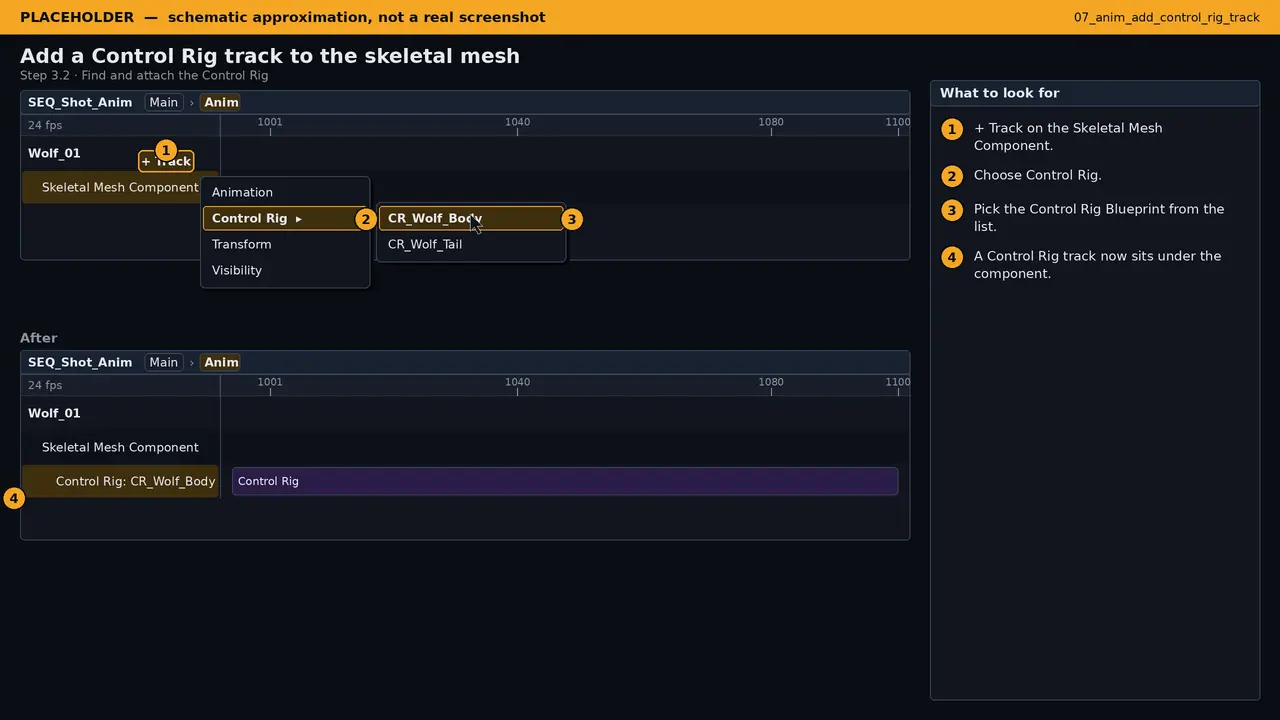 PLACEHOLDER — schematic approximation, not a real screenshot
07_anim_add_control_rig_track
Add a Control Rig track to the skeletal mesh
Step 3.2 · Find and attach the Control Rig
SEQ_Shot_Anim Main › Anim
24 fps 1001 1040 1080 1100
Wolf_01
1
+ Track
Skeletal Mesh Component
Animation
Control Rig ▸ 2 CR_Wolf_Body 3
Transform CR_Wolf_Tail
Visibility
After
SEQ_Shot_Anim Main › Anim
24 fps 1001 1040 1080 1100
Wolf_01
Skeletal Mesh Component
Control Rig: CR_Wolf_Body Control Rig
4
What to look for
1 + Track on the Skeletal Mesh
Component.
2 Choose Control Rig.
3 Pick the Control Rig Blueprint from the
list.
4 A Control Rig track now sits under the
component.